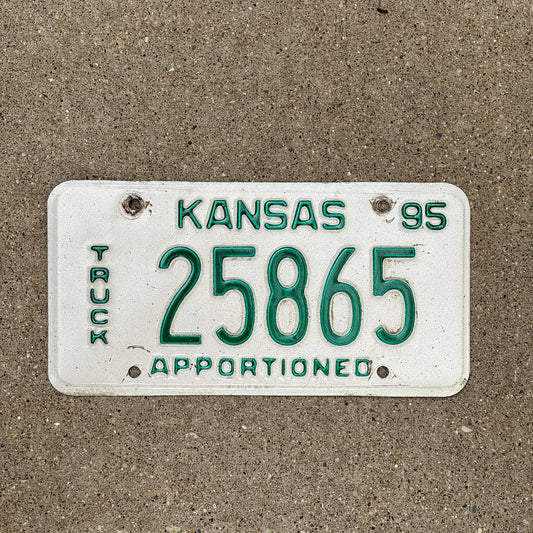 KANSAS 95
TRUCK
25865
APPORTIONED